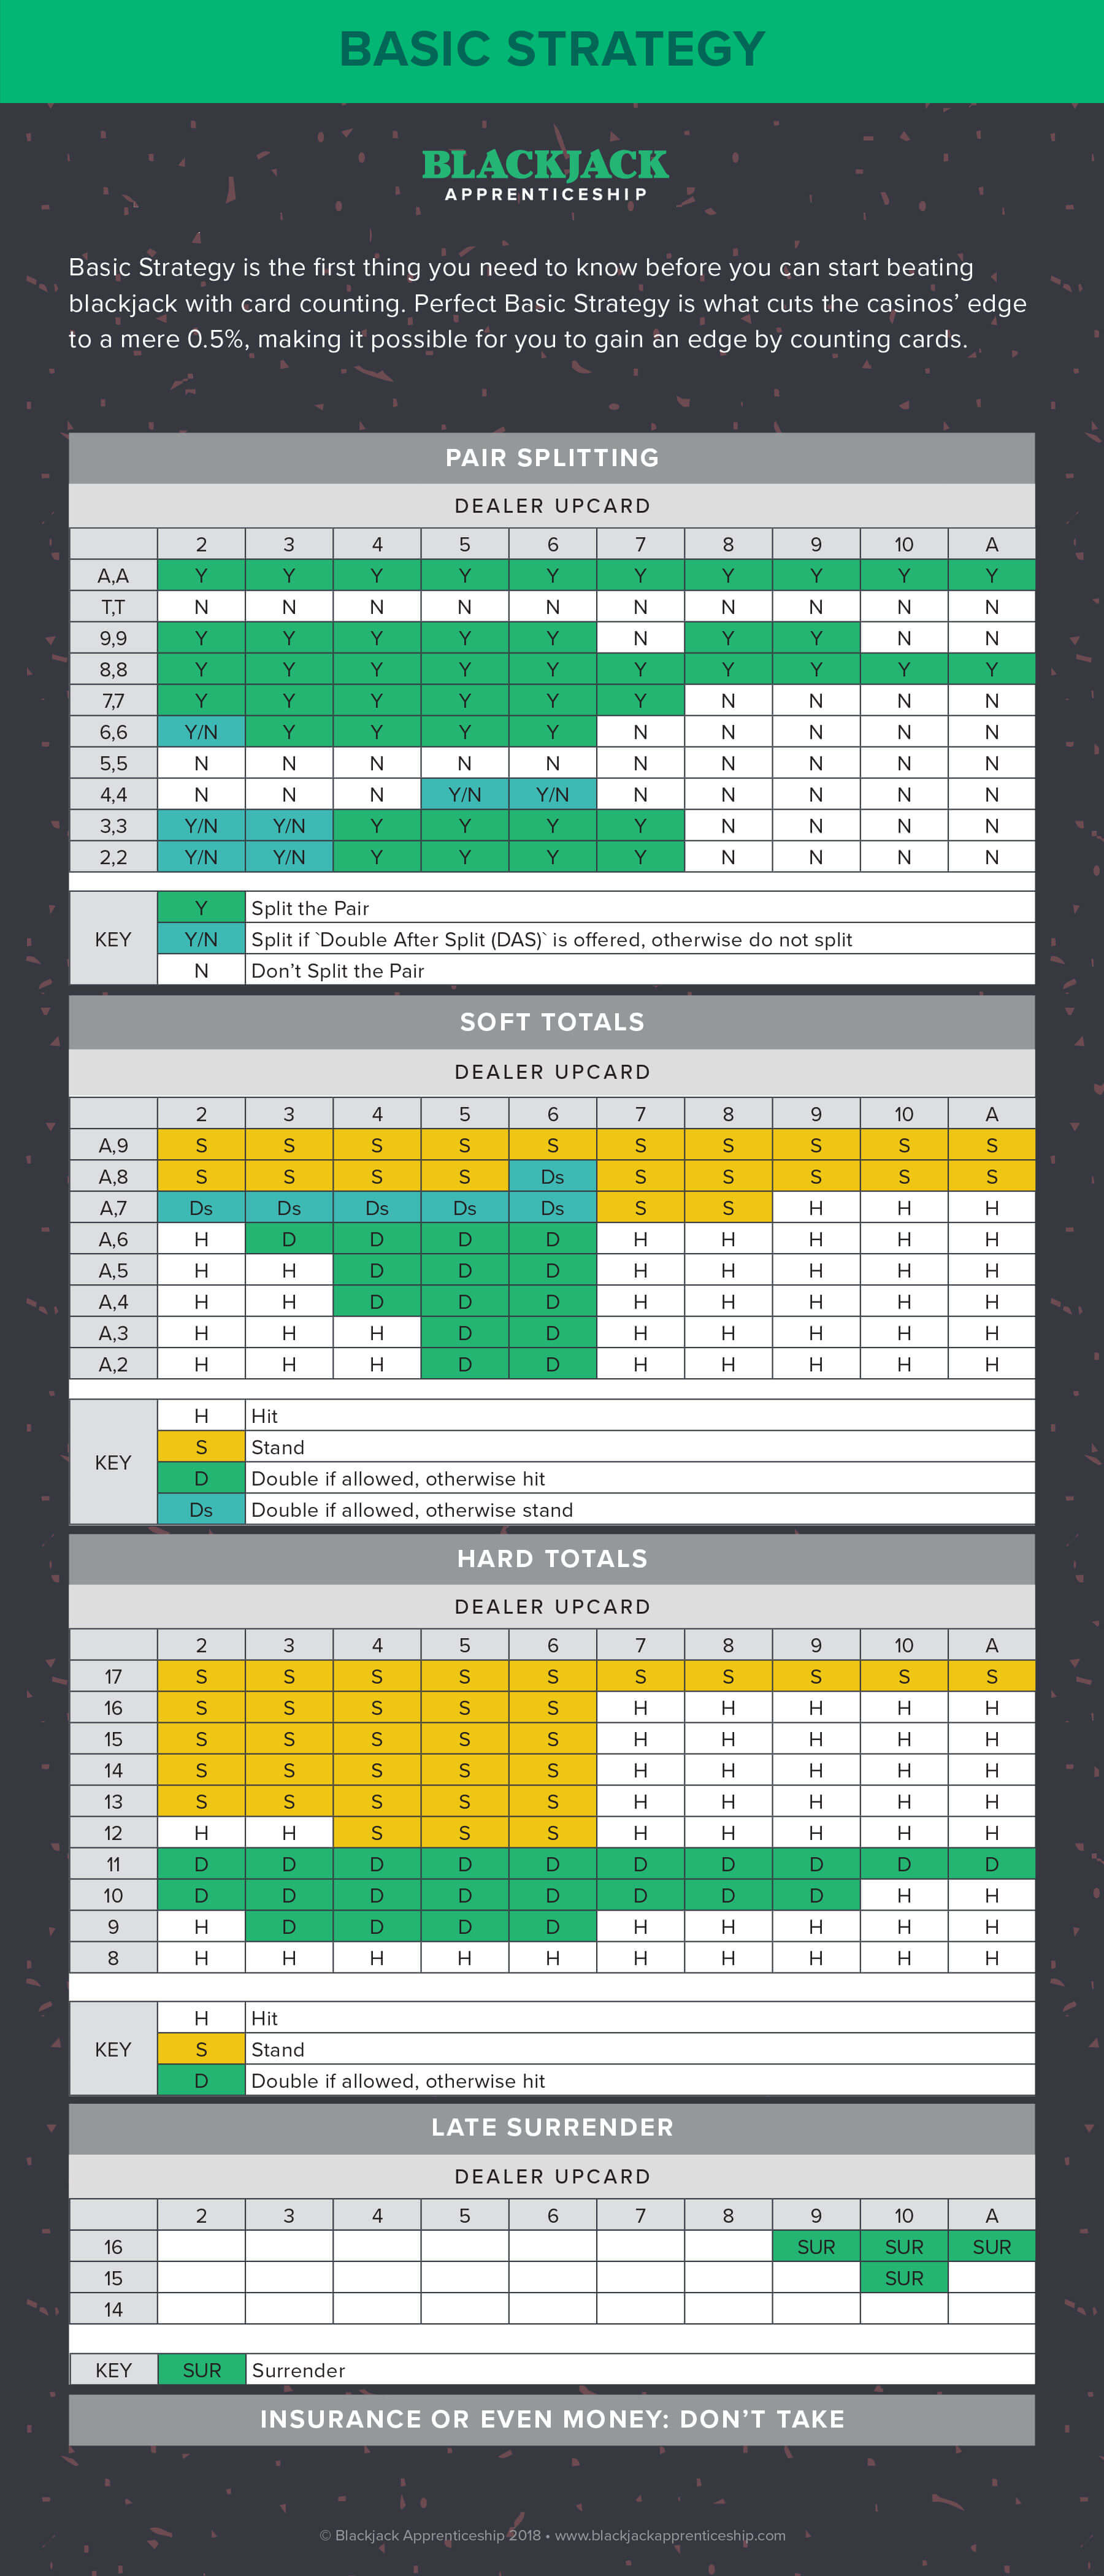 BASIC STRATEGY
BLACKJACK
APPRENTICESHIP
Basic Strategy is the first thing you need to know before you can start beating
blackjack with card counting. Perfect Basic Strategy is what cuts the casinos’ edge
to a mere 0.5%, making it possible for you to gain an edge by counting cards.
PAIR SPLITTING
DEALER UPCARD
2 3 4 5 6 7 8 9 10 A
A,A Y Y Y Y Y Y Y Y Y Y
T,T N N N N N N N N N N
9,9 Y Y Y Y Y N Y Y N N
8,8 Y Y Y Y Y Y Y Y Y Y
7,7 Y Y Y Y Y Y N N N N
6,6 Y/N Y Y Y Y N N N N N
5,5 N N N N N N N N N N
4,4 N N N Y/N Y/N N N N N N
3,3 Y/N Y/N Y Y Y Y N N N N
2,2 Y/N Y/N Y Y Y Y N N N N
Y Split the Pair
KEY Y/N Split if `Double After Split (DAS)` is offered, otherwise do not split
N Don’t Split the Pair
SOFT TOTALS
DEALER UPCARD
2 3 4 5 6 7 8 9 10 A
A,9 S S S S S S S S S S
A,8 S S S S Ds S S S S S
A,7 Ds Ds Ds Ds Ds S S H H H
A,6 H D D D D H H H H H
A,5 H H D D D H H H H H
A,4 H H D D D H H H H H
A,3 H H H D D H H H H H
A,2 H H H D D H H H H H
KEY
H Hit
S Stand
D Double if allowed, otherwise hit
Ds Double if allowed, otherwise stand
HARD TOTALS
DEALER UPCARD
2 3 4 5 6 7 8 9 10 A
17 S S S S S S S S S S
16 S S S S S H H H H H
15 S S S S S H H H H H
14 S S S S S H H H H H
13 S S S S S H H H H H
12 H H S S S H H H H H
11 D D D D D D D D D D
10 D D D D D D D D H H
9 H D D D D H H H H H
8 H H H H H H H H H H
H Hit
KEY S Stand
D Double if allowed, otherwise hit
LATE SURRENDER
DEALER UPCARD
2 3 4 5 6 7 8 9 10 A
16 SUR SUR SUR
15 SUR
14
KEY SUR Surrender
INSURANCE OR EVEN MONEY: DON’T TAKE
© Blackjack Apprenticeship 2018 • www.blackjackapprenticeship.com